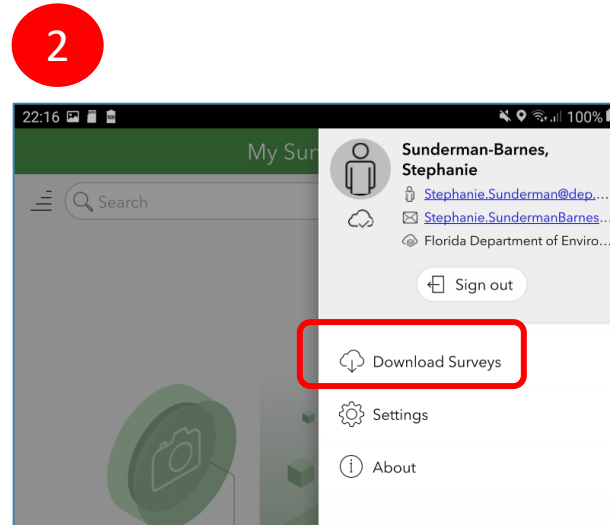 2
22:16
100%
My Sur
Search
Sunderman-Barnes,
Stephanie
Stephanie.Sunderman@dep....
Stephanie.SundermanBarnes...
Florida Department of Enviro...
Sign out
Download Surveys
Settings
About